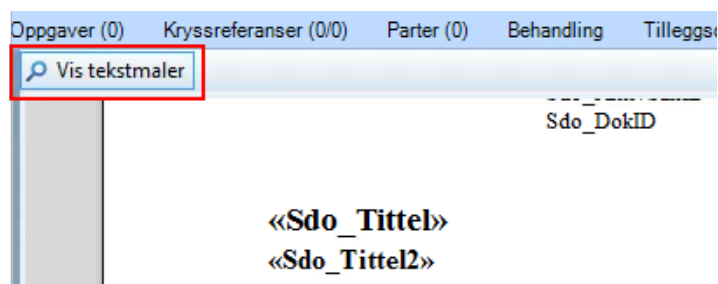 Oppgaver (0) Kryssreferanser (0/0) Parter (0) Behandling
Vis tekstmaler
Sdo_DokID
«Sdo_Tittel»
«Sdo_Tittel2»